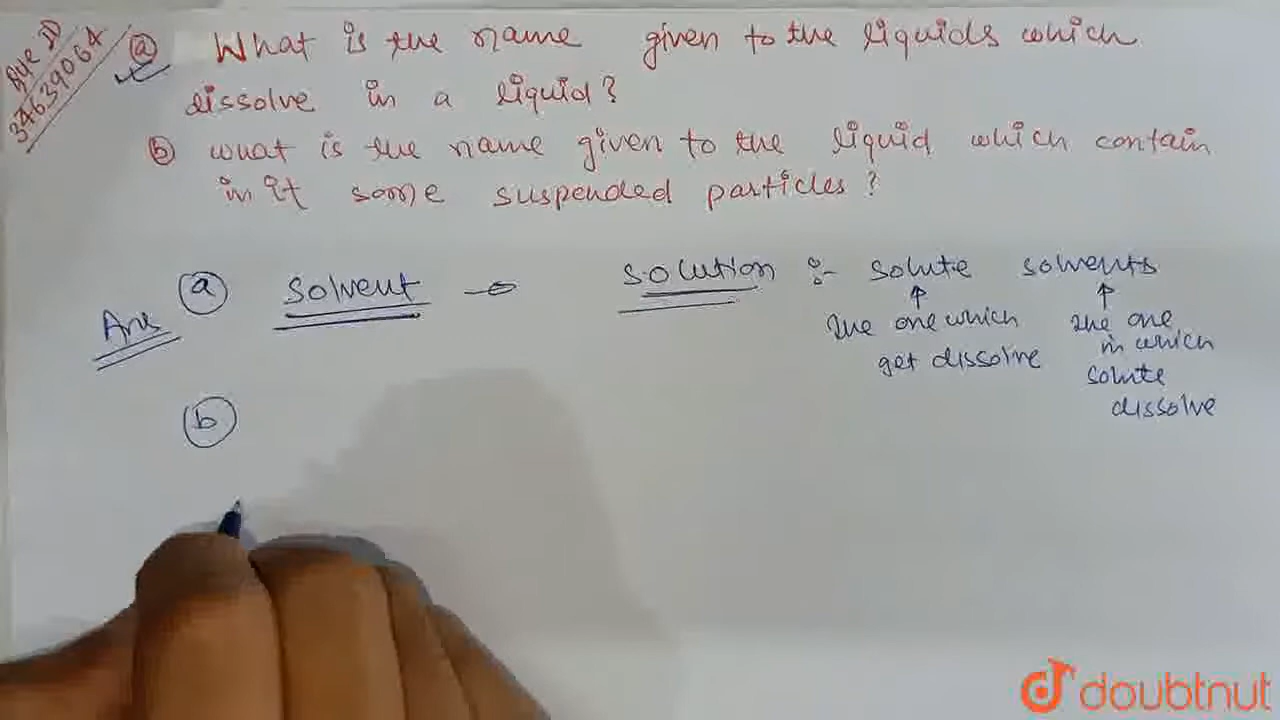 Que ID
34639064
(a) What is the name given to the liquids which
dissolve in a liquid?
(b) what is the name given to the liquid which contain
in it some suspended particles?
Ans (a) Solvent → solution :- solute solvents
the one which the one
get dissolve in which
solute
dissolve
(b)
doubtnut